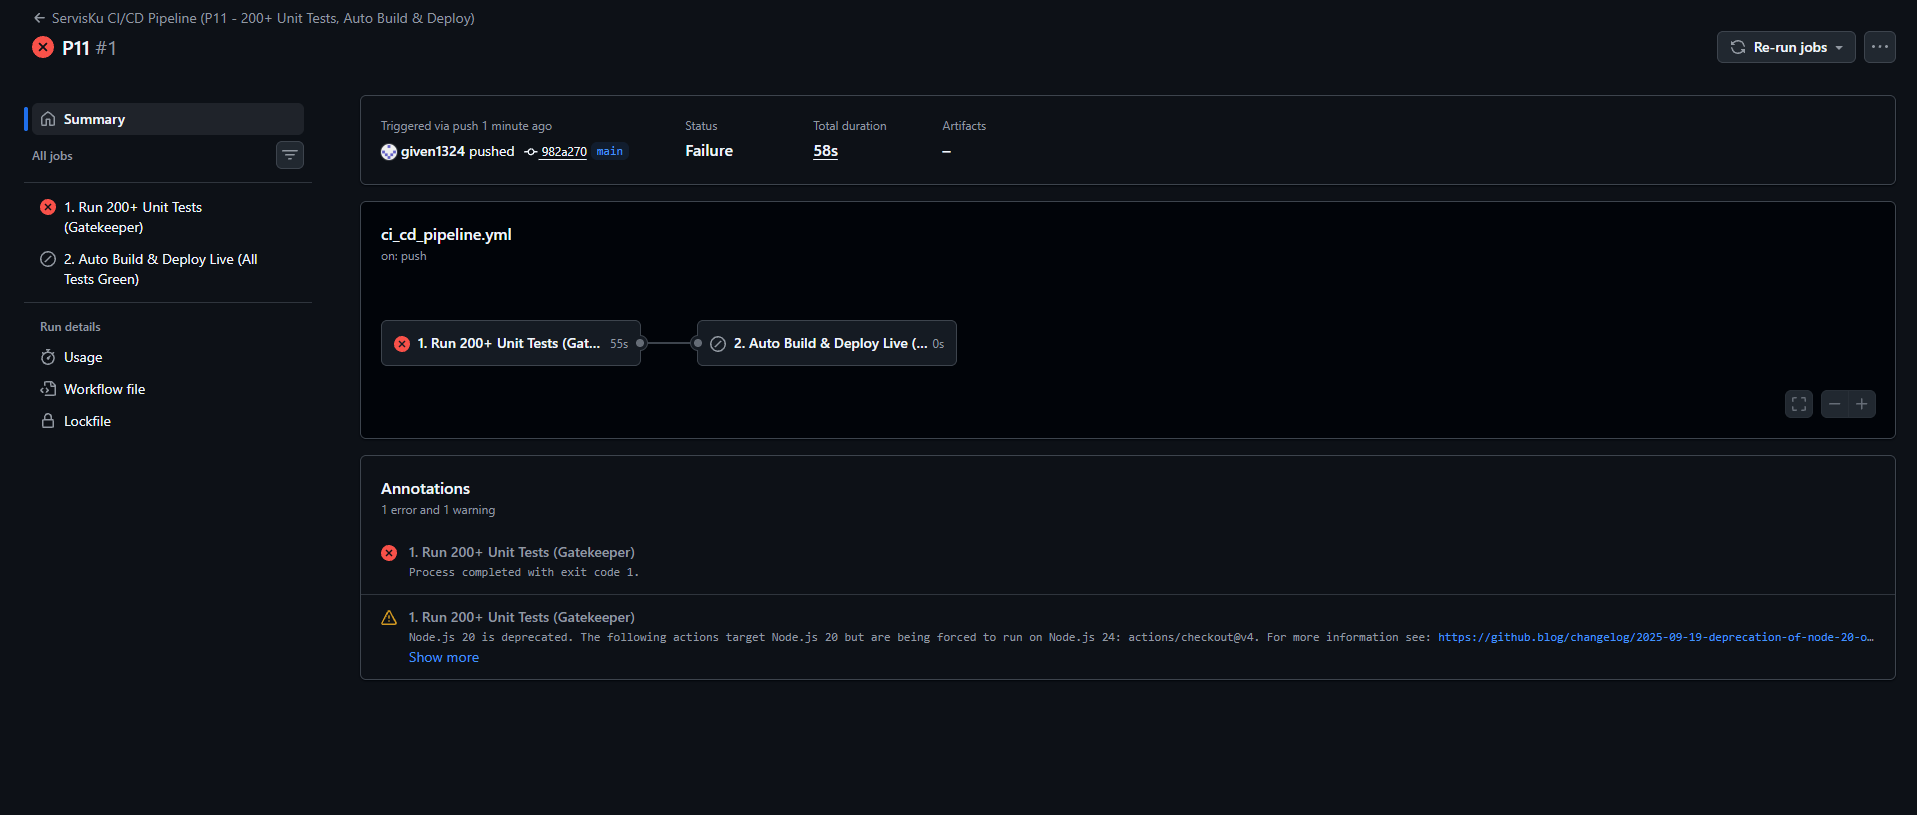 ServisKu CI/CD Pipeline (P11 - 200+ Unit Tests, Auto Build & Deploy)
P11 #1
Re-run jobs
Summary
All jobs
1. Run 200+ Unit Tests
(Gatekeeper)
2. Auto Build & Deploy Live (All
Tests Green)
Run details
Usage
Workflow file
Lockfile
Triggered via push 1 minute ago
given1324 pushed 982a270 main
Status
Failure
Total duration
58s
Artifacts
–
ci_cd_pipeline.yml
on: push
1. Run 200+ Unit Tests (Gat... 55s
2. Auto Build & Deploy Live (... 0s
Annotations
1 error and 1 warning
1. Run 200+ Unit Tests (Gatekeeper)
Process completed with exit code 1.
1. Run 200+ Unit Tests (Gatekeeper)
Node.js 20 is deprecated. The following actions target Node.js 20 but are being forced to run on Node.js 24: actions/checkout@v4. For more information see: https://github.blog/changelog/2025-09-19-deprecation-of-node-20-o…
Show more